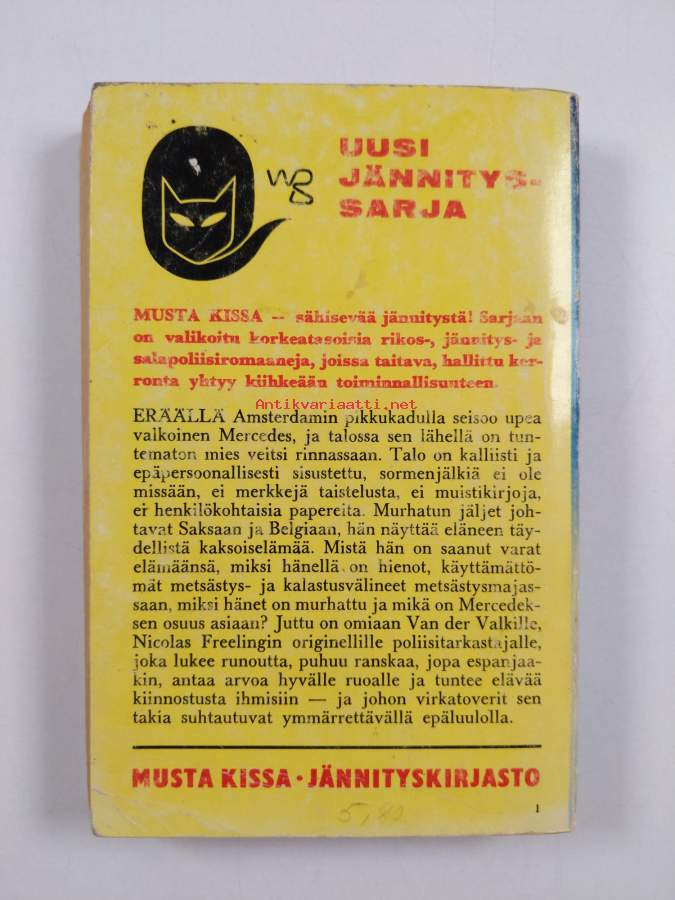 UUSI
JÄNNITYS-
SARJA
MUSTA KISSA — sähisevää jännitystä! Sarjaan
on valikoitu korkeatasoisia rikos-, jännitys- ja
salapoliisiromaaneja, joissa taitava, hallittu ker-
ronta yhtyy kiihkeään toiminnallisuuteen.
Antikvariaatti.net
ERÄÄLLÄ Amsterdamin pikkukadulla seisoo upea
valkoinen Mercedes, ja talossa sen lähellä on tun-
tematon mies veitsi rinnassaan. Talo on kalliisti ja
epäpersoonallisesti sisustettu, sormenjälkiä ei ole
missään, ei merkkejä taistelusta, ei muistikirjoja,
ei henkilökohtaisia papereita. Murhatun jäljet joh-
tavat Saksaan ja Belgiaan, hän näyttää eläneen täy-
dellistä kaksoiselämää. Mistä hän on saanut varat
elämäänsä, miksi hänellä on hienot, käyttämättö-
mät metsästys- ja kalastusvälineet metsästysmajas-
saan, miksi hänet on murhattu ja mikä on Mercedek-
sen osuus asiaan? Juttu on omiaan Van der Valkille,
Nicolas Freelingin originellille poliisitarkastajalle,
joka lukee runoutta, puhuu ranskaa, jopa espanjaa-
kin, antaa arvoa hyvälle ruoalle ja tuntee elävää
kiinnostusta ihmisiin — ja johon virkatoverit sen
takia suhtautuvat ymmärrettävällä epäluulolla.
MUSTA KISSA • JÄNNITYSKIRJASTO
1